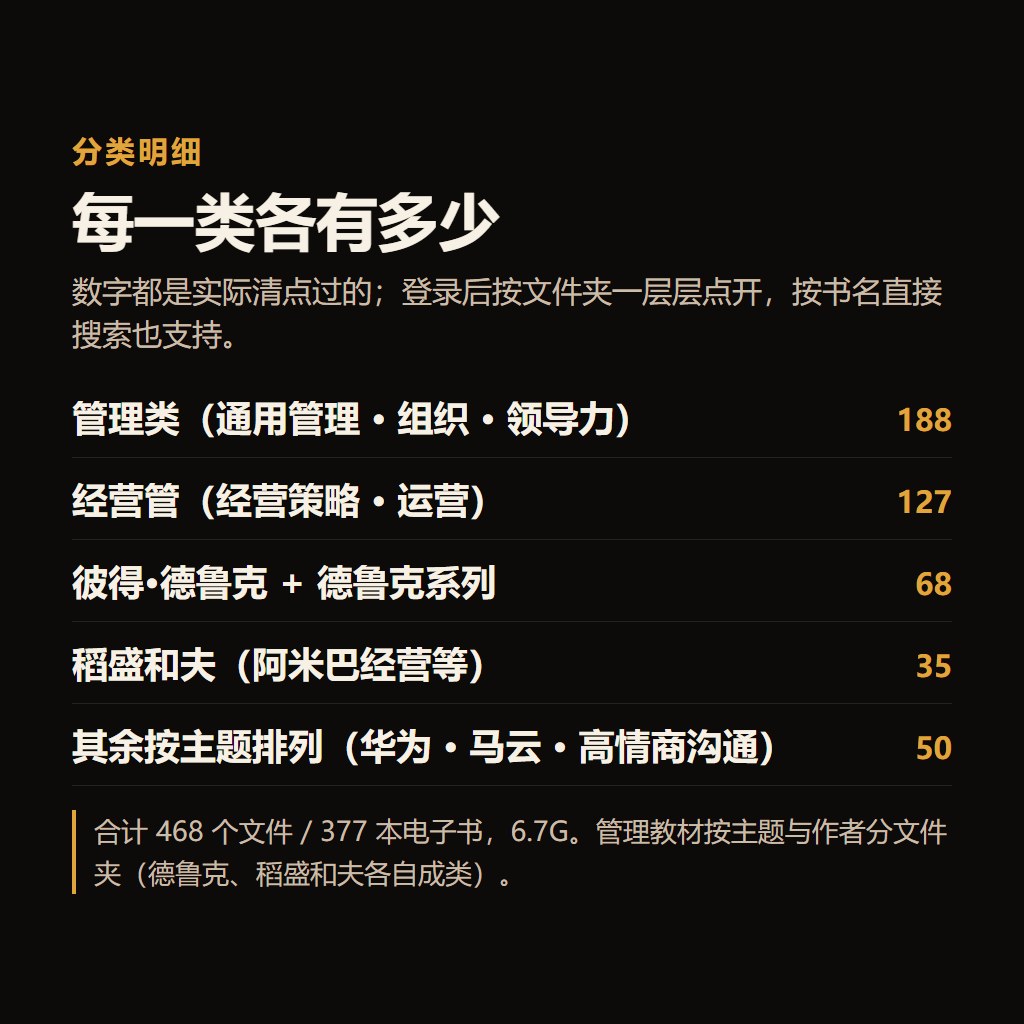 分类明细
每一类各有多少
数字都是实际清点过的；登录后按文件夹一层层点开，按书名直接
搜索也支持。
管理类（通用管理·组织·领导力） 188
经营管（经营策略·运营） 127
彼得·德鲁克 + 德鲁克系列 68
稻盛和夫（阿米巴经营等） 35
其余按主题排列（华为·马云·高情商沟通） 50
合计 468 个文件 / 377 本电子书，6.7G。管理教材按主题与作者分文件
夹（德鲁克、稻盛和夫各自成类）。